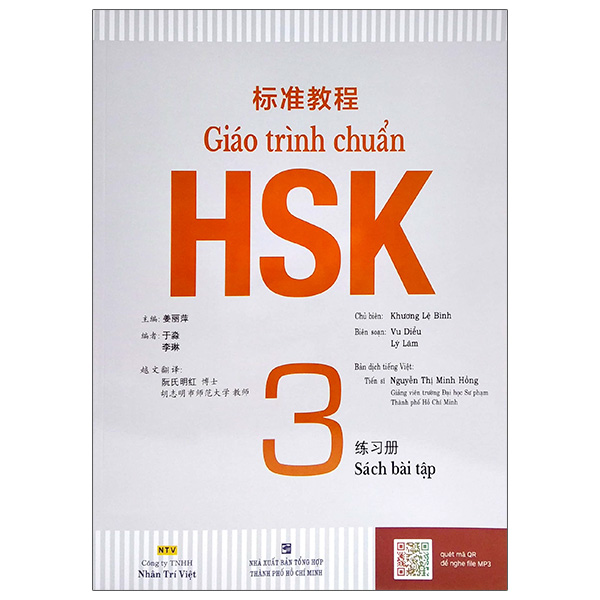 标准教程
Giáo trình chuẩn
HSK
主编: 姜丽萍
编者: 于淼
李琳
越文翻译:
阮氏明红 博士
胡志明市师范大学 教师
Chủ biên: Khương Lệ Bình
Biên soạn: Vu Diểu
Lý Lâm
Bản dịch tiếng Việt:
Tiến sĩ Nguyễn Thị Minh Hồng
Giảng viên trường Đại học Sư phạm
Thành phố Hồ Chí Minh
3
练习册
Sách bài tập
NTV
Công ty TNHH
Nhân Trí Việt
NHÀ XUẤT BẢN TỔNG HỢP
THÀNH PHỐ HỒ CHÍ MINH
quét mã QR
để nghe file MP3